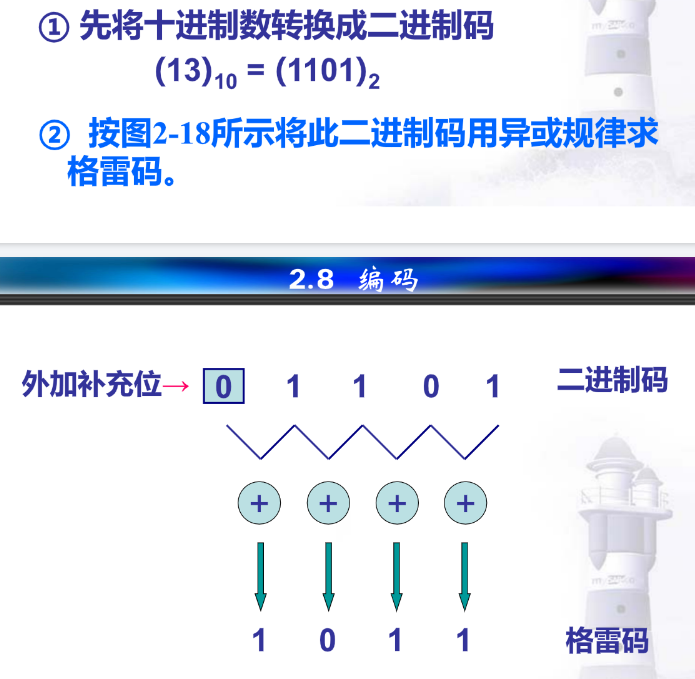 ① 先将十进制数转换成二进制码
(13)₁₀ = (1101)₂
② 按图2-18所示将此二进制码用异或规律求
格雷码。
2.8 编码
外加补充位→ 0 1 1 0 1 二进制码
+ + + +
1 0 1 1 格雷码